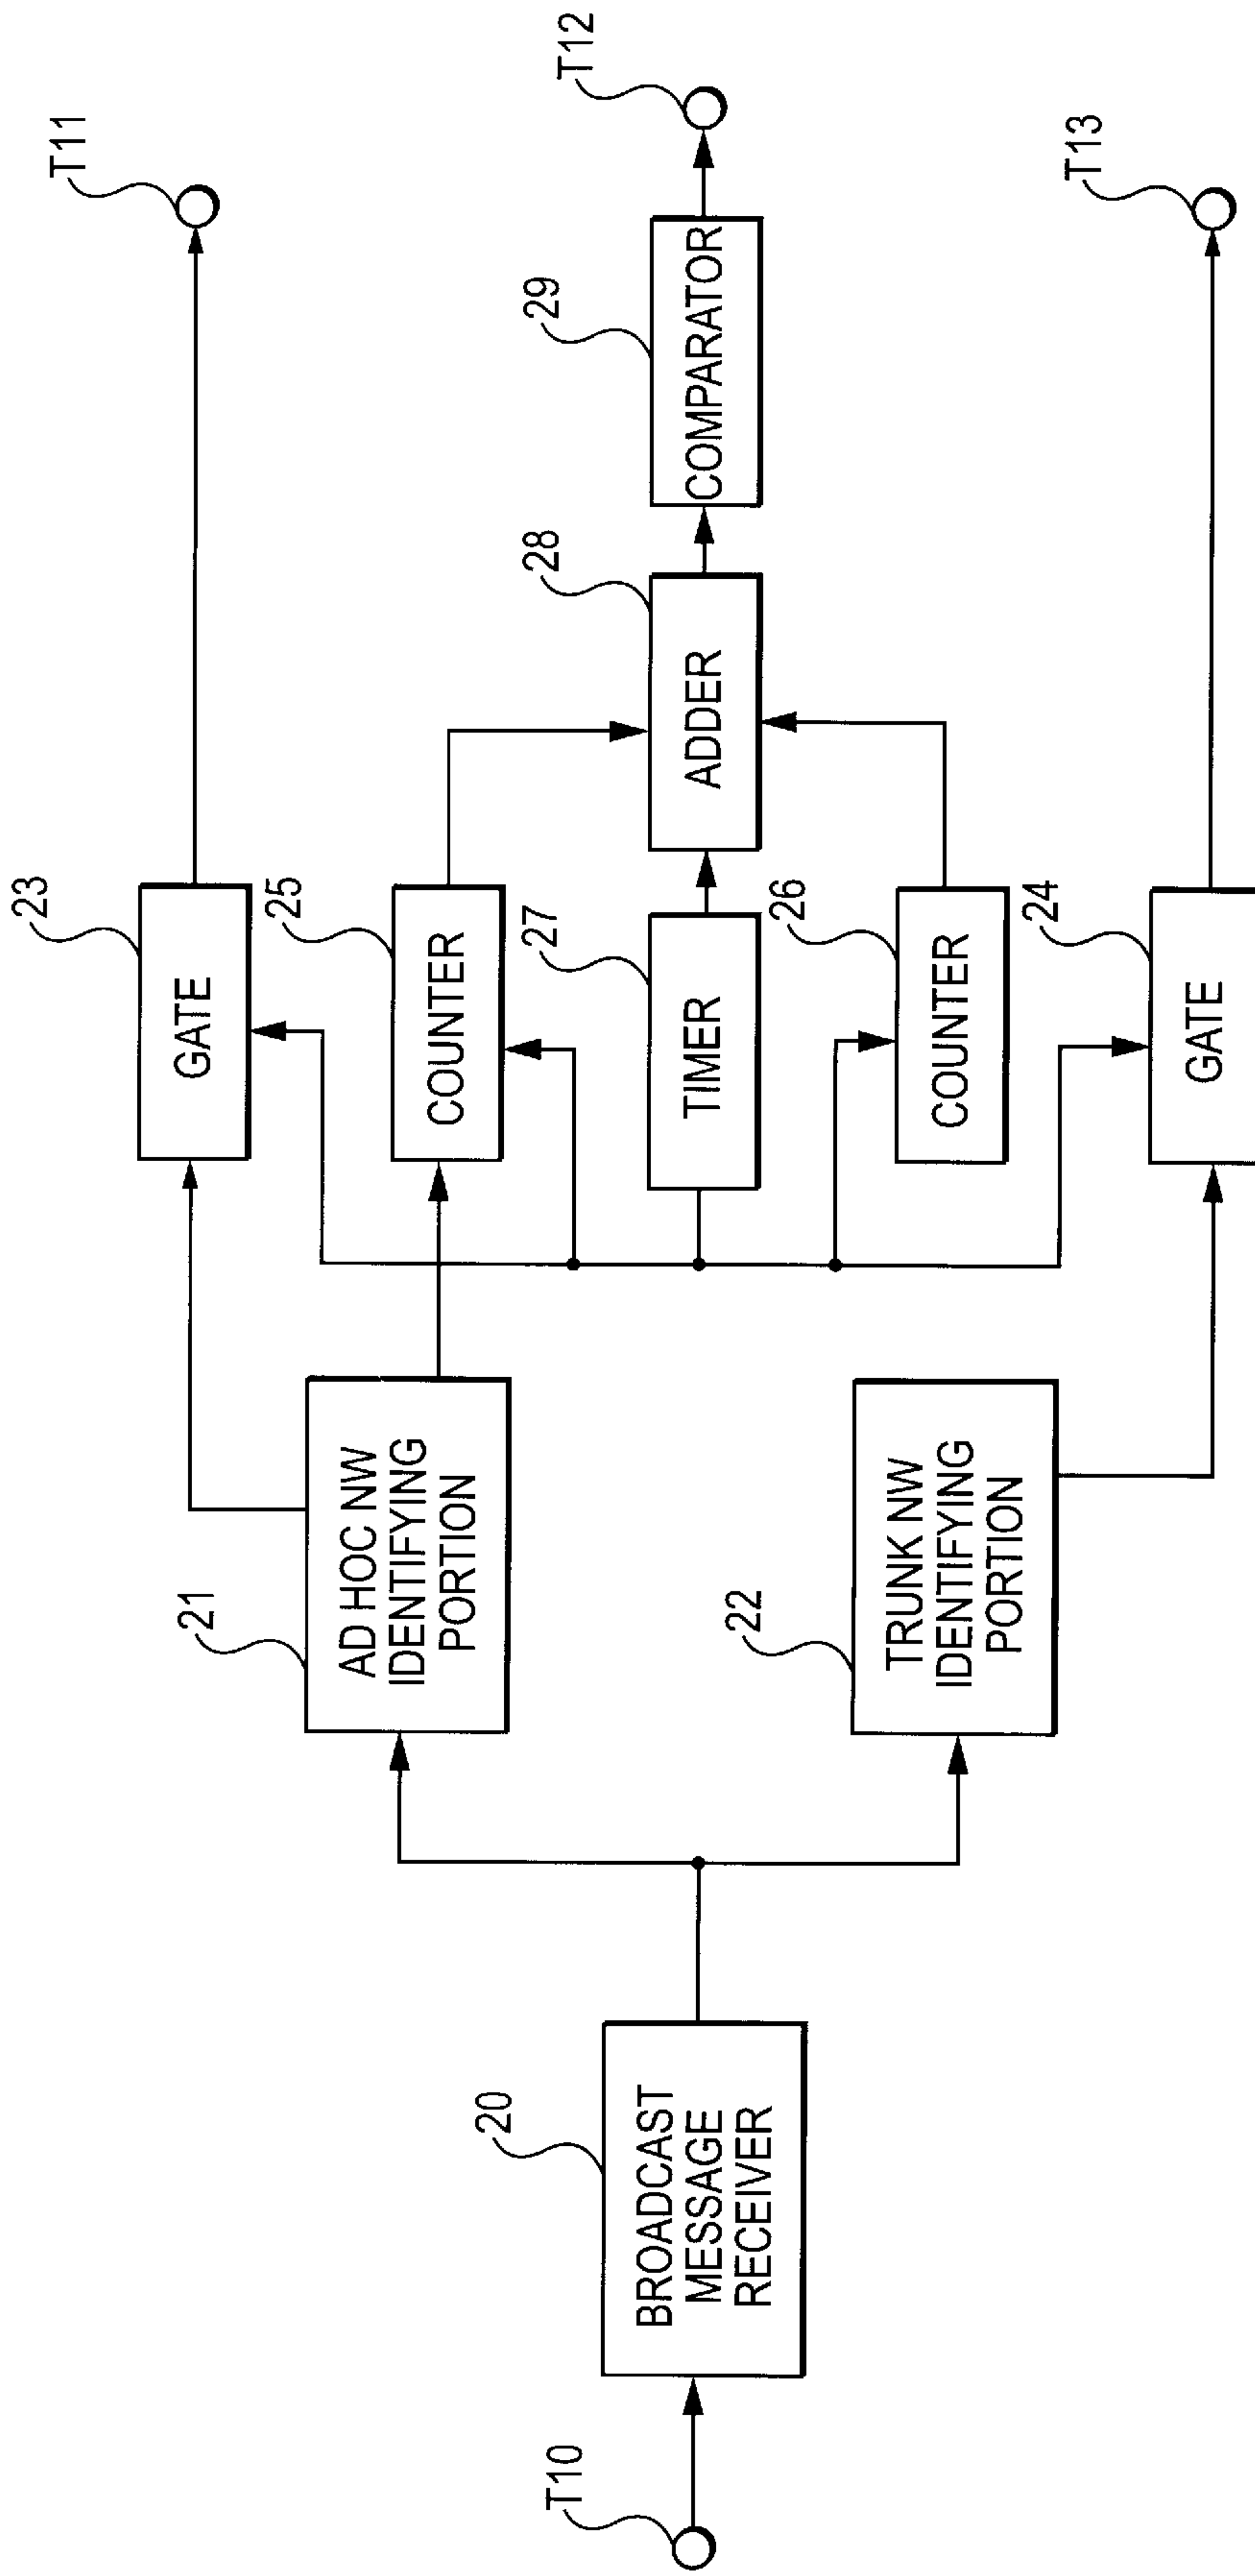 T10
20
BROADCAST
MESSAGE
RECEIVER
21
AD HOC NW
IDENTIFYING
PORTION
22
TRUNK NW
IDENTIFYING
PORTION
23
GATE
25
COUNTER
27
TIMER
26
COUNTER
24
GATE
28
ADDER
29
COMPARATOR
T11
T12
T13